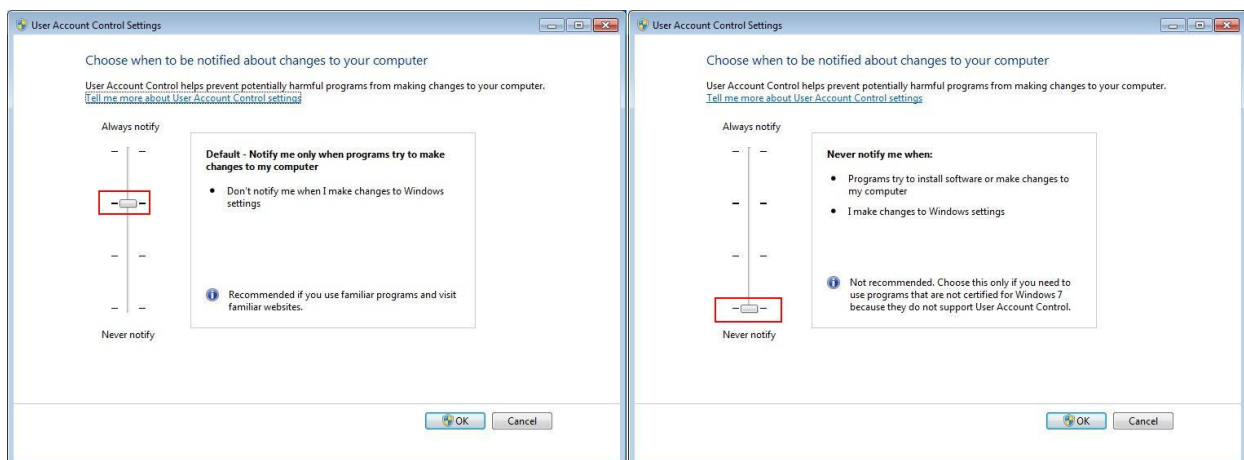 User Account Control Settings
Choose when to be notified about changes to your computer
User Account Control helps prevent potentially harmful programs from making changes to your computer.
Tell me more about User Account Control settings
Always notify
Default - Notify me only when programs try to make
changes to my computer
• Don't notify me when I make changes to Windows
settings
Recommended if you use familiar programs and visit
familiar websites.
Never notify
OK
Cancel
User Account Control Settings
Choose when to be notified about changes to your computer
User Account Control helps prevent potentially harmful programs from making changes to your computer.
Tell me more about User Account Control settings
Always notify
Never notify me when:
• Programs try to install software or make changes to
my computer
• I make changes to Windows settings
Not recommended. Choose this only if you need to
use programs that are not certified for Windows 7
because they do not support User Account Control.
Never notify
OK
Cancel